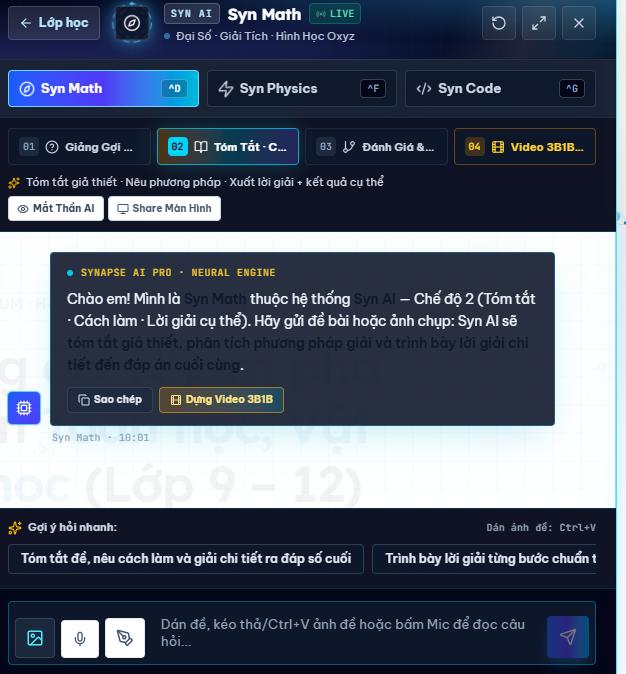 Lớp học
SYN AI Syn Math LIVE
Đại Số · Giải Tích · Hình Học Oxyz
Syn Math ^D
Syn Physics ^F
Syn Code ^G
01 Giảng Gợi ...
02 Tóm Tắt · C...
03 Đánh Giá &...
04 Video 3B1B...
Tóm tắt giả thiết · Nêu phương pháp · Xuất lời giải + kết quả cụ thể
Mắt Thần AI
Share Màn Hình
SYNAPSE AI PRO · NEURAL ENGINE
Chào em! Mình là Syn Math thuộc hệ thống Syn AI — Chế độ 2 (Tóm tắt
· Cách làm · Lời giải cụ thể). Hãy gửi đề bài hoặc ảnh chụp: Syn AI sẽ
tóm tắt giả thiết, phân tích phương pháp giải và trình bày lời giải chi
tiết đến đáp án cuối cùng.
Sao chép
Dựng Video 3B1B
Syn Math · 10:01
học (Lớp 9 – 12)
Gợi ý hỏi nhanh:
Dán ảnh đề: Ctrl+V
Tóm tắt đề, nêu cách làm và giải chi tiết ra đáp số cuối
Trình bày lời giải từng bước chuẩn t
Dán đề, kéo thả/Ctrl+V ảnh đề hoặc bấm Mic để đọc câu
hỏi...